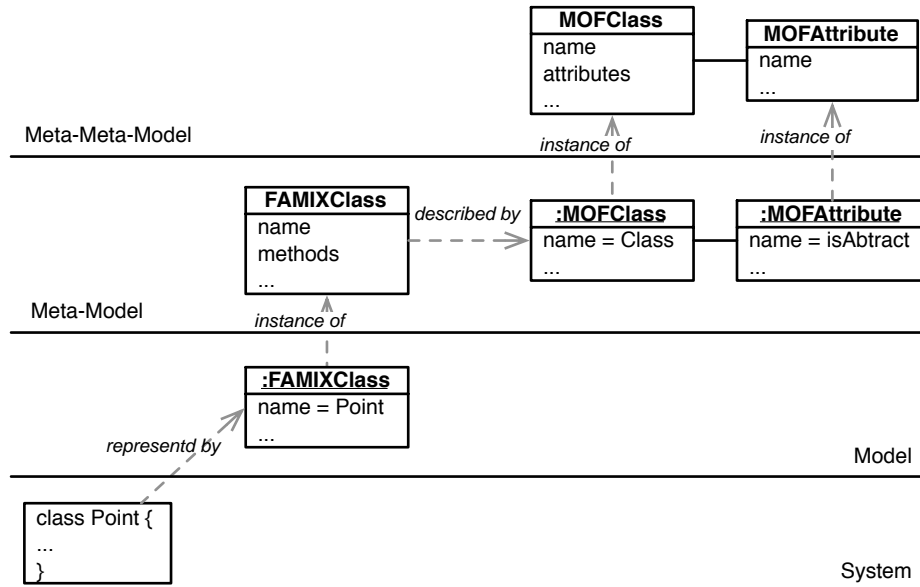 MOFClass
name
attributes
...
MOFAttribute
name
...
Meta-Meta-Model
instance of
instance of
FAMIXClass
name
methods
...
described by
:MOFClass
name = Class
...
:MOFAttribute
name = isAbtract
...
Meta-Model
instance of
:FAMIXClass
name = Point
...
representd by
Model
class Point {
...
}
System